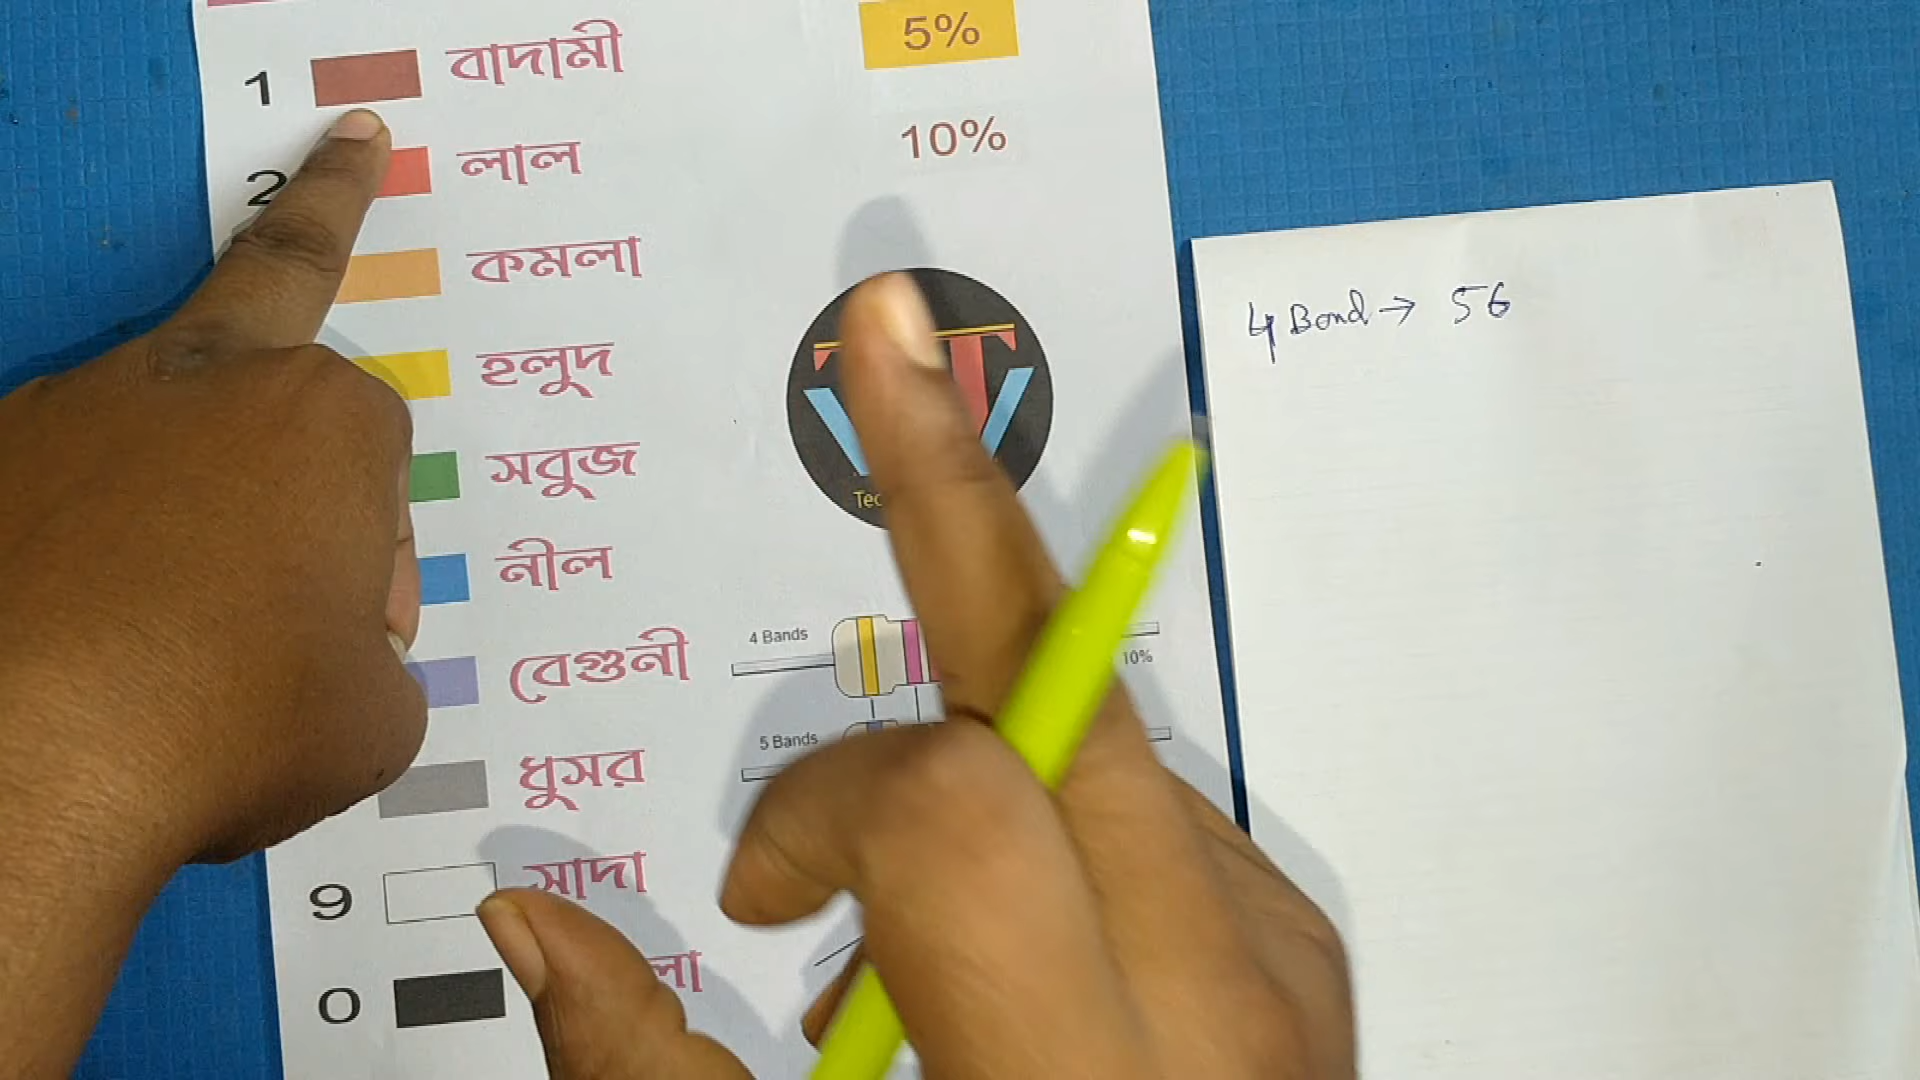 1 বাদামী 5%
2 লাল 10%
কমলা
হলুদ
সবুজ
নীল
বেগুনী
ধুসর
9 সাদা
0
4 Bands
10%
5 Bands
4 Band → 56